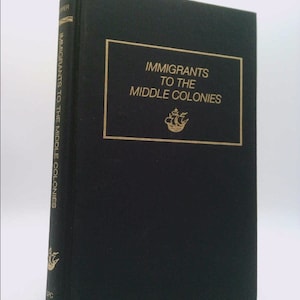 IMMIGRANTS
TO THE
MIDDLE COLONIES
IMMIGRANTS TO THE MIDDLE COLONIES